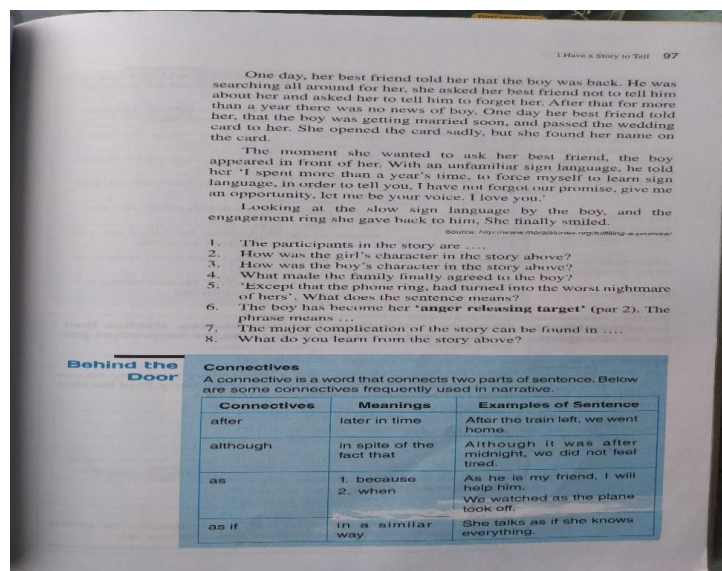 I Have a Story to Tell 97
One day, her best friend told her that the boy was back. He was
searching all around for her, she asked her best friend not to tell him
about her and asked her to tell him to forget her. After that for more
than a year there was no news of boy. One day her best friend told
her, that the boy was getting married soon, and passed the wedding
card to her. She opened the card sadly, but she found her name on
the card.
The moment she wanted to ask her best friend, the boy
appeared in front of her. With an unfamiliar sign language, he told
her 'I spent more than a year's time, to force myself to learn sign
language, in order to tell you, I have not forgot our promise, give me
an opportunity, let me be your voice. I love you.'
Looking at the slow sign language by the boy, and the
engagement ring she gave back to him, She finally smiled.
Source: http://www.moralstories.org/fulfilling-a-promise/
1. The participants in the story are ....
2. How was the girl's character in the story above?
3. How was the boy's character in the story above?
4. What made the family finally agreed to the boy?
5. 'Except that the phone ring, had turned into the worst nightmare
of hers'. What does the sentence means?
6. The boy has become her 'anger releasing target' (par 2). The
phrase means ...
7. The major complication of the story can be found in ....
8. What do you learn from the story above?
Behind the
Door
Connectives
A connective is a word that connects two parts of sentence. Below
are some connectives frequently used in narrative.
Connectives Meanings Examples of Sentence
after later in time After the train left, we went
home.
although in spite of the Although it was after
fact that midnight, we did not feel
tired.
as 1. because As he is my friend, I will
2. when help him.
We watched as the plane
took off.
as if in a similar She talks as if she knows
way everything.